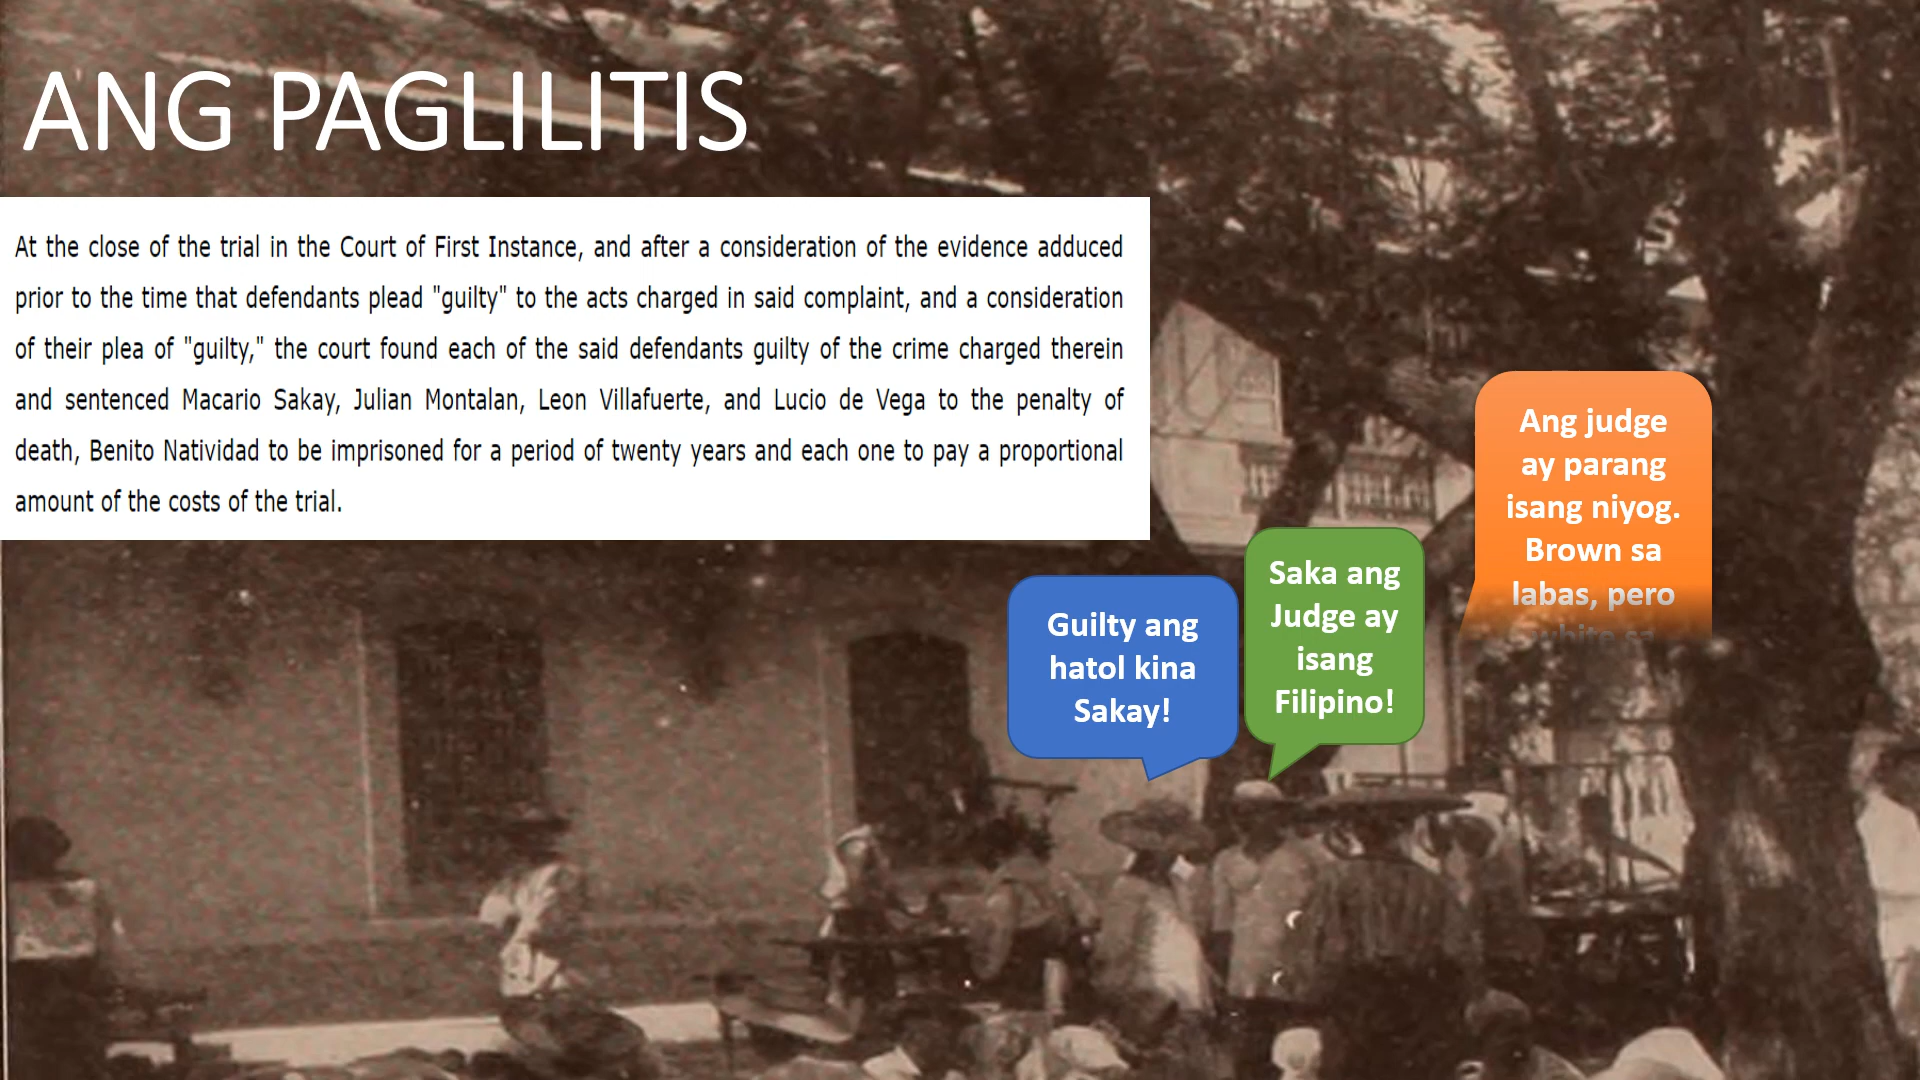 ANG PAGLILITIS
At the close of the trial in the Court of First Instance, and after a consideration of the evidence adduced
prior to the time that defendants plead "guilty" to the acts charged in said complaint, and a consideration
of their plea of "guilty," the court found each of the said defendants guilty of the crime charged therein
and sentenced Macario Sakay, Julian Montalan, Leon Villafuerte, and Lucio de Vega to the penalty of
death, Benito Natividad to be imprisoned for a period of twenty years and each one to pay a proportional
amount of the costs of the trial.
Guilty ang
hatol kina
Sakay!
Saka ang
Judge ay
isang
Filipino!
Ang judge
ay parang
isang niyog.
Brown sa
labas, pero
white sa